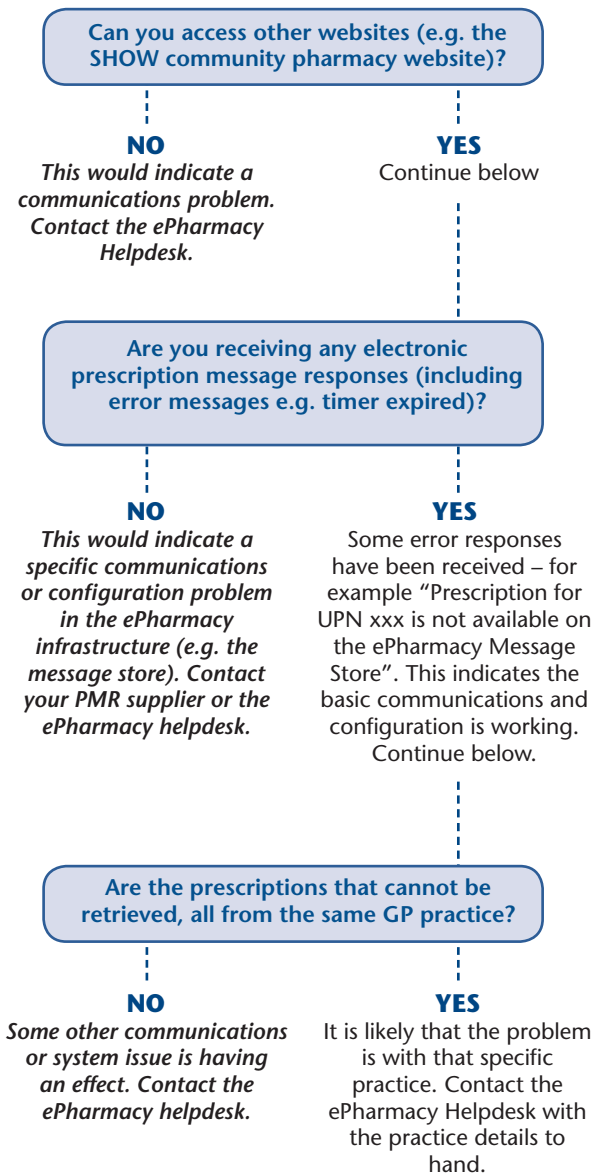 Can you access other websites (e.g. the
SHOW community pharmacy website)?
NO
This would indicate a
communications problem.
Contact the ePharmacy
Helpdesk.
YES
Continue below
Are you receiving any electronic
prescription message responses (including
error messages e.g. timer expired)?
NO
This would indicate a
specific communications
or configuration problem
in the ePharmacy
infrastructure (e.g. the
message store). Contact
your PMR supplier or the
ePharmacy helpdesk.
YES
Some error responses
have been received – for
example “Prescription for
UPN xxx is not available on
the ePharmacy Message
Store”. This indicates the
basic communications and
configuration is working.
Continue below.
Are the prescriptions that cannot be
retrieved, all from the same GP practice?
NO
Some other communications
or system issue is having
an effect. Contact the
ePharmacy helpdesk.
YES
It is likely that the problem
is with that specific
practice. Contact the
ePharmacy Helpdesk with
the practice details to
hand.